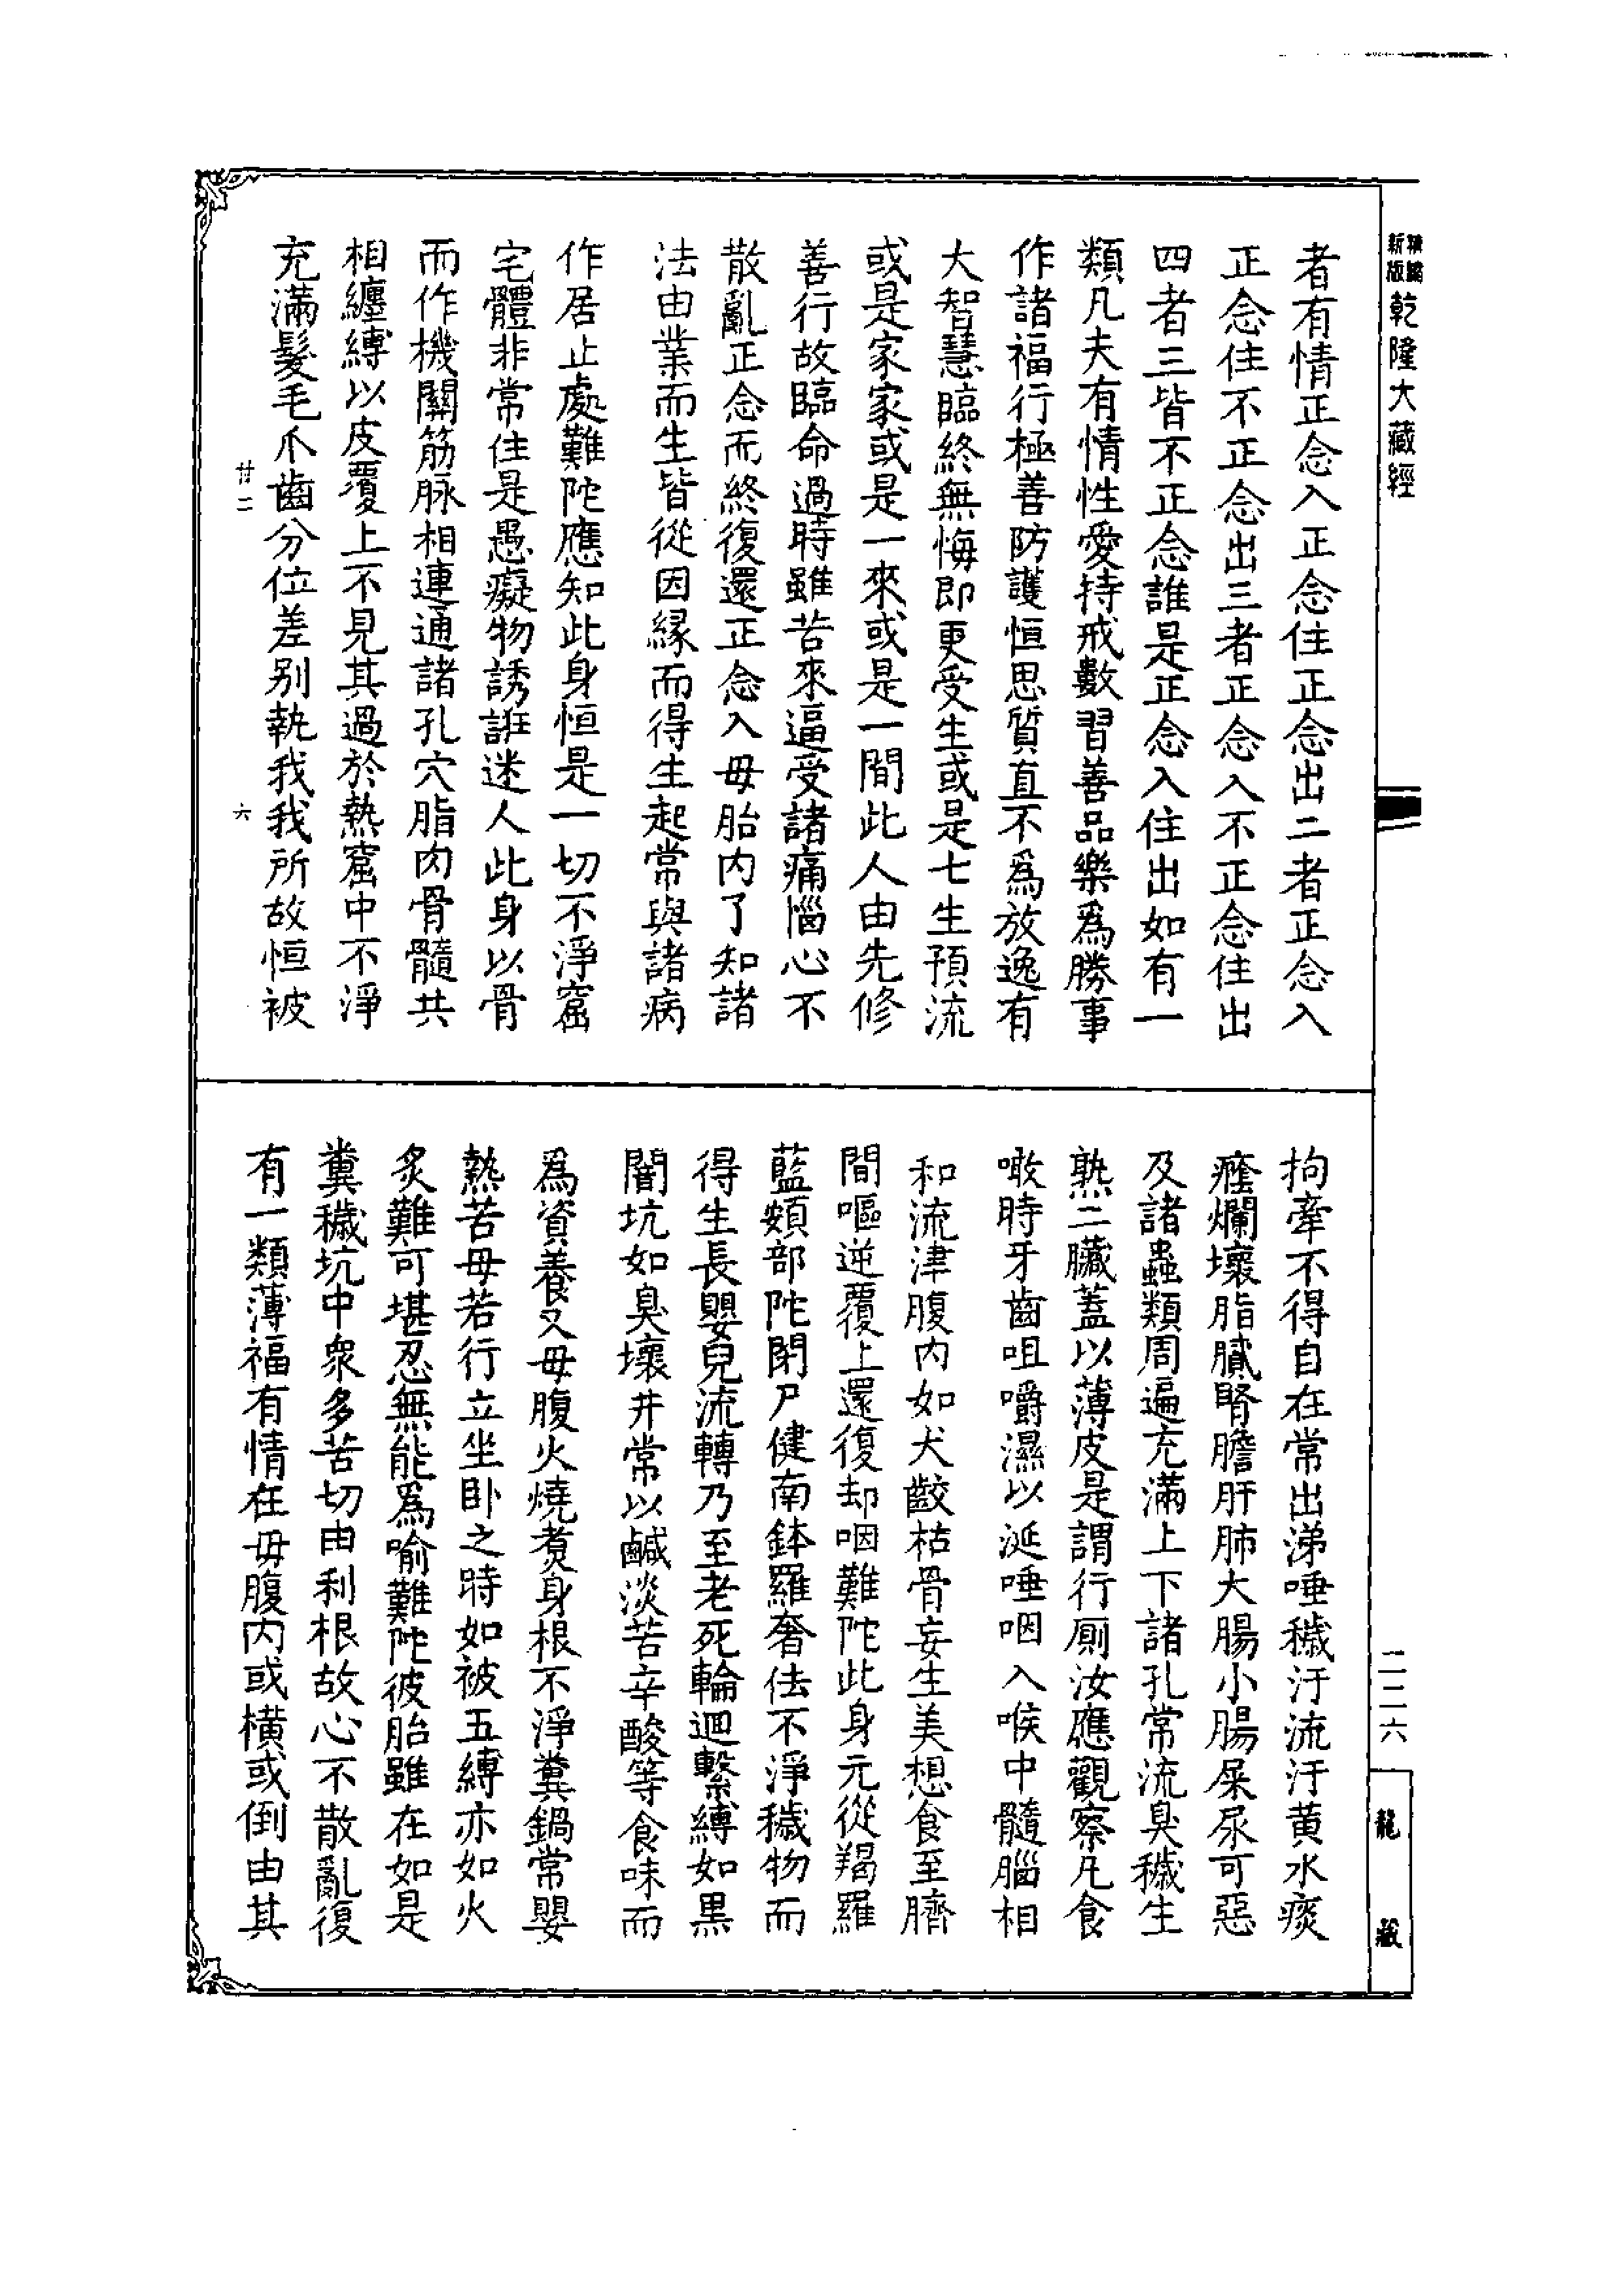 新版
乾隆大藏經
者有情正念入正念住正念出二者正念入
正念住不正念出三者正念入不正念住出
四者三皆不正念誰是正念入住出如有一
類凡夫有情性愛持戒數習善品樂爲勝事
作諸福行極善防護恒思質直不爲放逸有
大智慧臨終無悔即更受生或是七生預流
或是家家或是一來或是一間此人由先修
善行故臨命過時雖苦來逼受諸痛惱心不
散亂正念而終復還正念入母胎內了知諸
法由業而生皆從因緣而得生起常與諸病
作居止處難陀應知此身恒是一切不淨窟
宅體非常住是愚癡物誘誑迷人此身以骨
而作機關筋脉相連通諸孔穴脂肉骨髓共
相纏縛以皮覆上不見其過於熱窟中不淨
充滿髮毛爪齒分位差别執我我所故恒被
廿二
六
拘牽不得自在常出涕唾穢汙流汙黃水痰
癊爛壞脂膩腎膽肝肺大腸小腸屎尿可惡
及諸蟲類周遍充滿上下諸孔常流臭穢生
熟二臟蓋以薄皮是謂行廁汝應觀察凡食
噉時牙齒咀嚼濕以涎唾咽入喉中髓腦相
和流津腹內如犬齩枯骨妄生美想食至臍
間嘔逆覆上還復却咽難陀此身元從羯羅
藍頞部陀閉尸健南鉢羅奢佉不淨穢物而
得生長嬰兒流轉乃至老死輪迴繫縛如黑
闇坑如臭壞井常以鹹淡苦辛酸等食味而
爲資養又母腹火燒煑身根不淨糞鍋常嬰
熱苦母若行立坐卧之時如被五縛亦如火
炙難可堪忍無能爲喻難陀彼胎雖在如是
糞穢坑中衆多苦切由利根故心不散亂復
有一類薄福有情在母腹內或橫或倒由其
二二六
龍藏